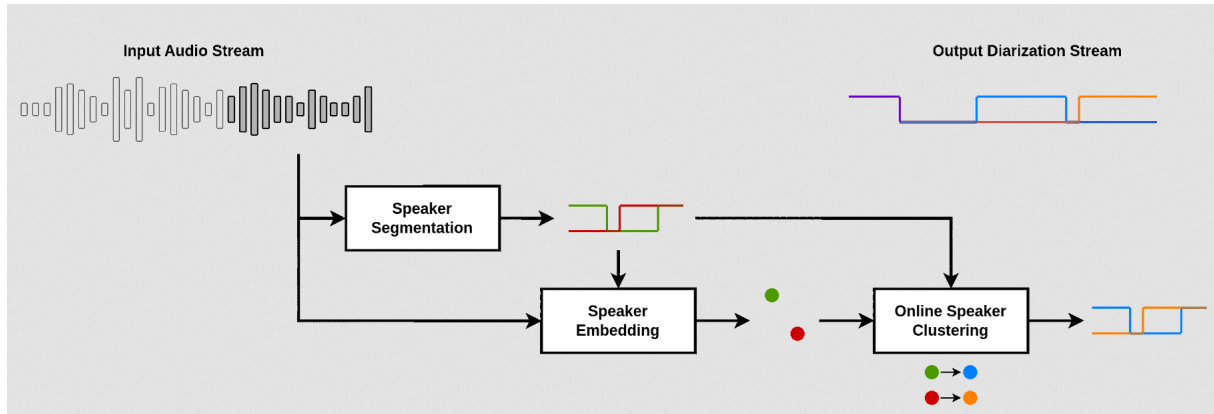 Input Audio Stream
Output Diarization Stream
Speaker
Segmentation
Speaker
Embedding
Online Speaker
Clustering